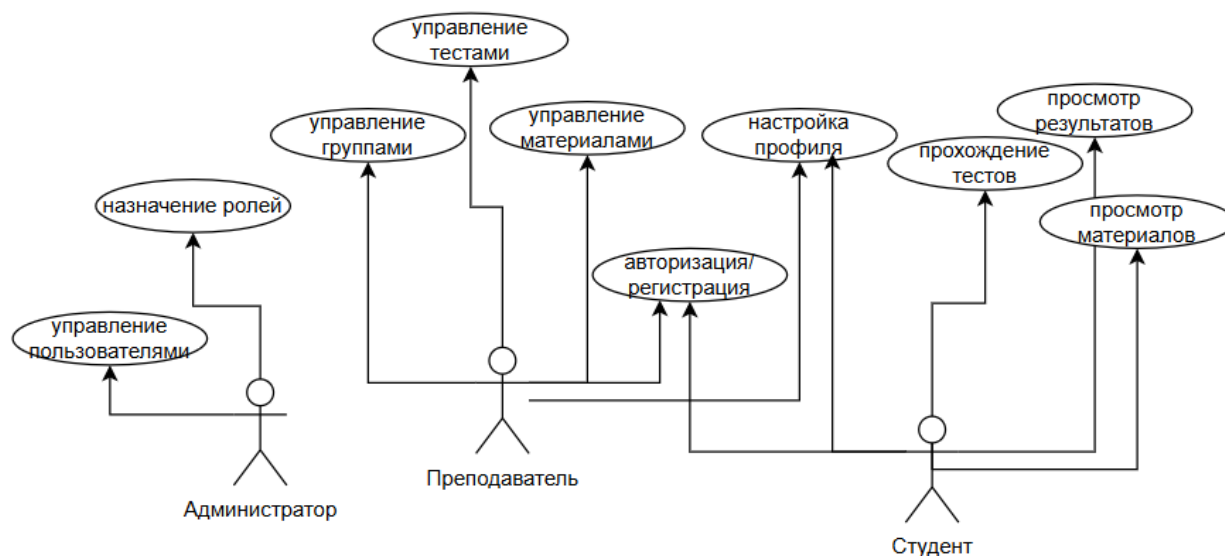 управление
тестами
управление
группами
управление
материалами
настройка
профиля
просмотр
результатов
прохождение
тестов
назначение ролей
просмотр
материалов
авторизация/
регистрация
управление
пользователями
Преподаватель
Администратор
Студент